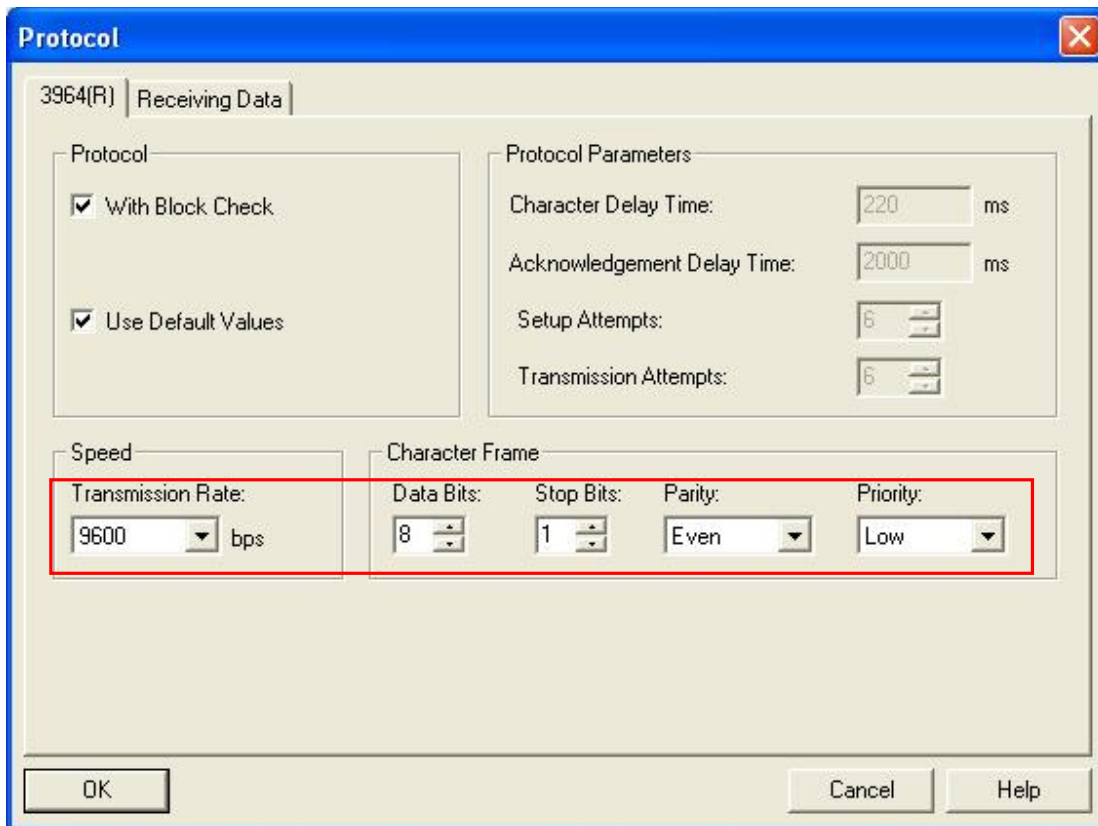 Protocol
3964(R) Receiving Data
Protocol
With Block Check
Use Default Values
Protocol Parameters
Character Delay Time: 220 ms
Acknowledgement Delay Time: 2000 ms
Setup Attempts: 6
Transmission Attempts: 6
Speed
Transmission Rate:
9600 bps
Character Frame
Data Bits: Stop Bits: Parity: Priority:
8 1 Even Low
OK Cancel Help